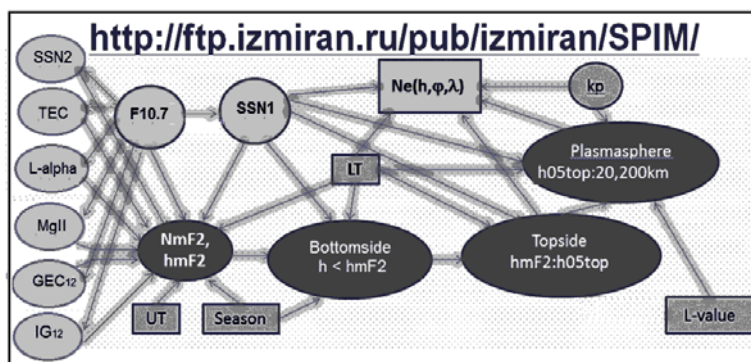 http://ftp.izmiran.ru/pub/izmiran/SPIM/
SSN2
TEC
L-alpha
MgII
GEC12
IG12
F10.7
SSN1
Ne(h,φ,λ)
kp
LT
Plasmasphere
h05top:20,200km
NmF2,
hmF2
Bottomside
h < hmF2
Topside
hmF2:h05top
UT
Season
L-value